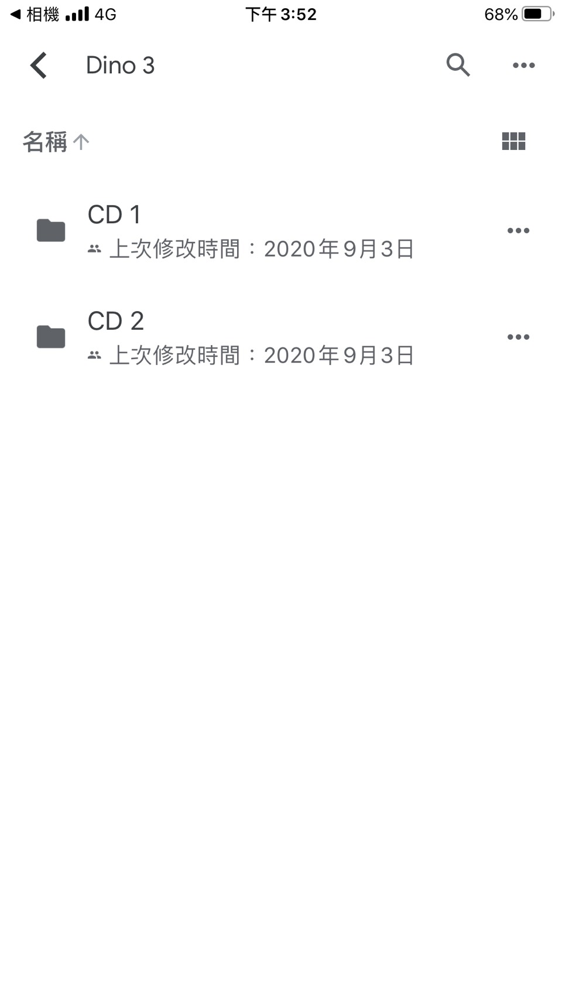 相機 4G 下午3:52 68%
Dino 3
名稱
CD 1
上次修改時間：2020年9月3日
CD 2
上次修改時間：2020年9月3日